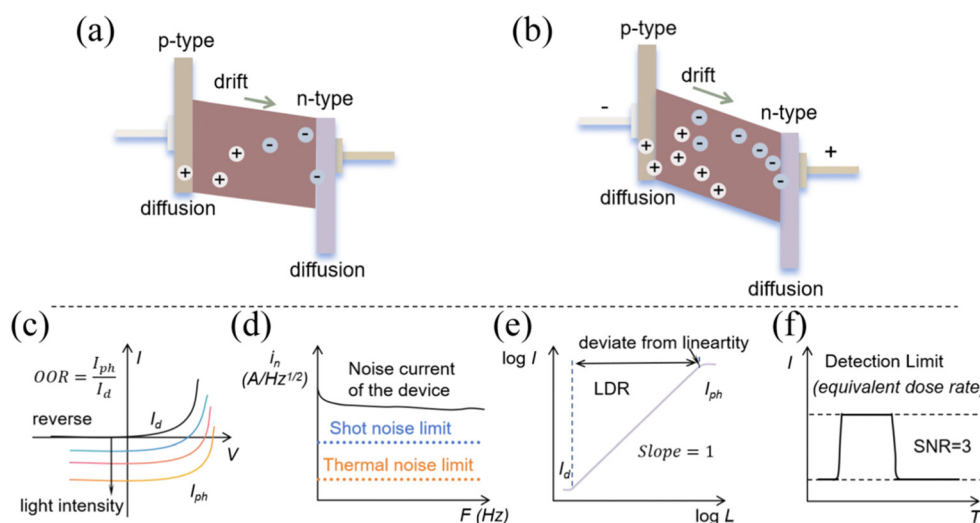 (a)
p-type
drift
n-type
+
+
+
-
-
-
diffusion
diffusion
(b)
p-type
drift
n-type
-
+
-
-
-
-
-
-
+
+
+
+
+
+
diffusion
diffusion
(c)
OOR = I_ph / I_d
I
reverse
I_d
V
light intensity
I_ph
(d)
i_n
(A/Hz^1/2)
Noise current
of the device
Shot noise limit
Thermal noise limit
F (Hz)
(e)
log I
deviate from lineartity
LDR
I_ph
I_d
Slope = 1
log L
(f)
I
Detection Limit
(equivalent dose rate)
SNR=3
T